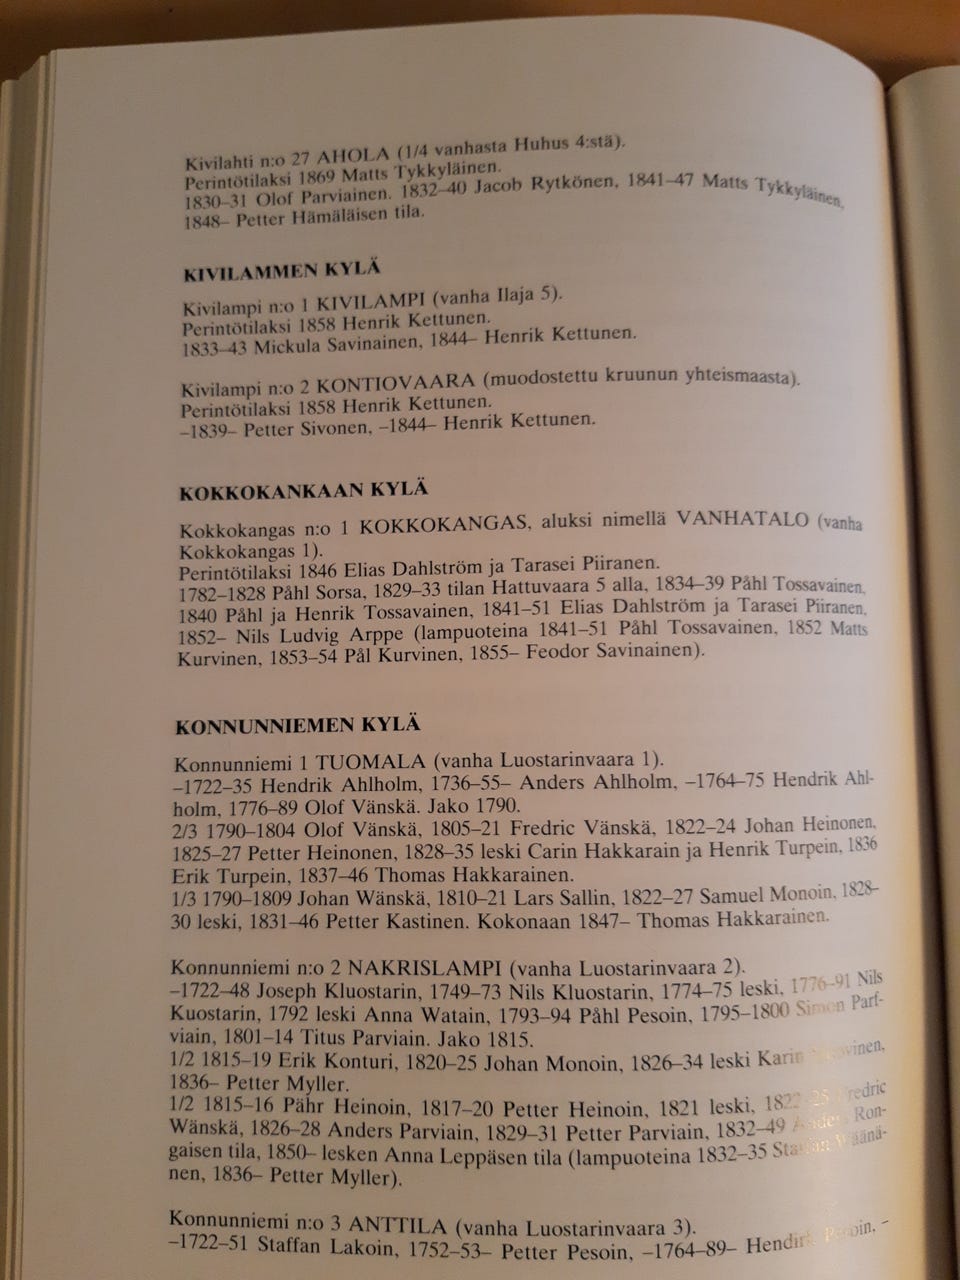 Kivilahti n:o 27 AHOLA (1/4 vanhasta Huhus 4:stä).
Perintötilaksi 1869 Matts Tykkyläinen.
1830–31 Olof Parviainen. 1832–40 Jacob Rytkönen, 1841–47 Matts Tykkyläinen,
1848– Petter Hämäläisen tila.
KIVILAMMEN KYLÄ
Kivilampi n:o 1 KIVILAMPI (vanha Ilaja 5).
Perintötilaksi 1858 Henrik Kettunen.
1833–43 Mickula Savinainen, 1844– Henrik Kettunen.
Kivilampi n:o 2 KONTIOVAARA (muodostettu kruunun yhteismaasta).
Perintötilaksi 1858 Henrik Kettunen.
–1839– Petter Sivonen, –1844– Henrik Kettunen.
KOKKOKANKAAN KYLÄ
Kokkokangas n:o 1 KOKKOKANGAS, aluksi nimellä VANHATALO (vanha
Kokkokangas 1).
Perintötilaksi 1846 Elias Dahlström ja Tarasei Piiranen.
1782–1828 Påhl Sorsa, 1829–33 tilan Hattuvaara 5 alla, 1834–39 Påhl Tossavainen,
1840 Påhl ja Henrik Tossavainen, 1841–51 Elias Dahlström ja Tarasei Piiranen,
1852– Nils Ludvig Arppe (lampuoteina 1841–51 Påhl Tossavainen, 1852 Matts
Kurvinen, 1853–54 Pål Kurvinen, 1855– Feodor Savinainen).
KONNUNNIEMEN KYLÄ
Konnunniemi 1 TUOMALA (vanha Luostarinvaara 1).
–1722–35 Hendrik Ahlholm, 1736–55– Anders Ahlholm, –1764–75 Hendrik Ahl-
holm, 1776–89 Olof Vänskä. Jako 1790.
2/3 1790–1804 Olof Vänskä, 1805–21 Fredric Vänskä, 1822–24 Johan Heinonen,
1825–27 Petter Heinonen, 1828–35 leski Carin Hakkarain ja Henrik Turpein, 1836
Erik Turpein, 1837–46 Thomas Hakkarainen.
1/3 1790–1809 Johan Wänskä, 1810–21 Lars Sallin, 1822–27 Samuel Monoin, 1828–
30 leski, 1831–46 Petter Kastinen. Kokonaan 1847– Thomas Hakkarainen.
Konnunniemi n:o 2 NAKRISLAMPI (vanha Luostarinvaara 2).
–1722–48 Joseph Kluostarin, 1749–73 Nils Kluostarin, 1774–75 leski, 1776–91 Nils
Kuostarin, 1792 leski Anna Watain, 1793–94 Påhl Pesoin, 1795–1800 Simon Parf-
viain, 1801–14 Titus Parviain. Jako 1815.
1/2 1815–19 Erik Konturi, 1820–25 Johan Monoin, 1826–34 leski Karin
1836– Petter Myller.
1/2 1815–16 Pähr Heinoin, 1817–20 Petter Heinoin, 1821 leski, 1822–25 Fredric
Wänskä, 1826–28 Anders Parviain, 1829–31 Petter Parviain, 1832–49 Anders Ron-
gaisen tila, 1850– lesken Anna Leppäsen tila (lampuoteina 1832–35 Staffan Wäänä-
nen, 1836– Petter Myller).
Konnunniemi n:o 3 ANTTILA (vanha Luostarinvaara 3).
–1722–51 Staffan Lakoin, 1752–53– Petter Pesoin, –1764–89– Hendrik Pesoin, –